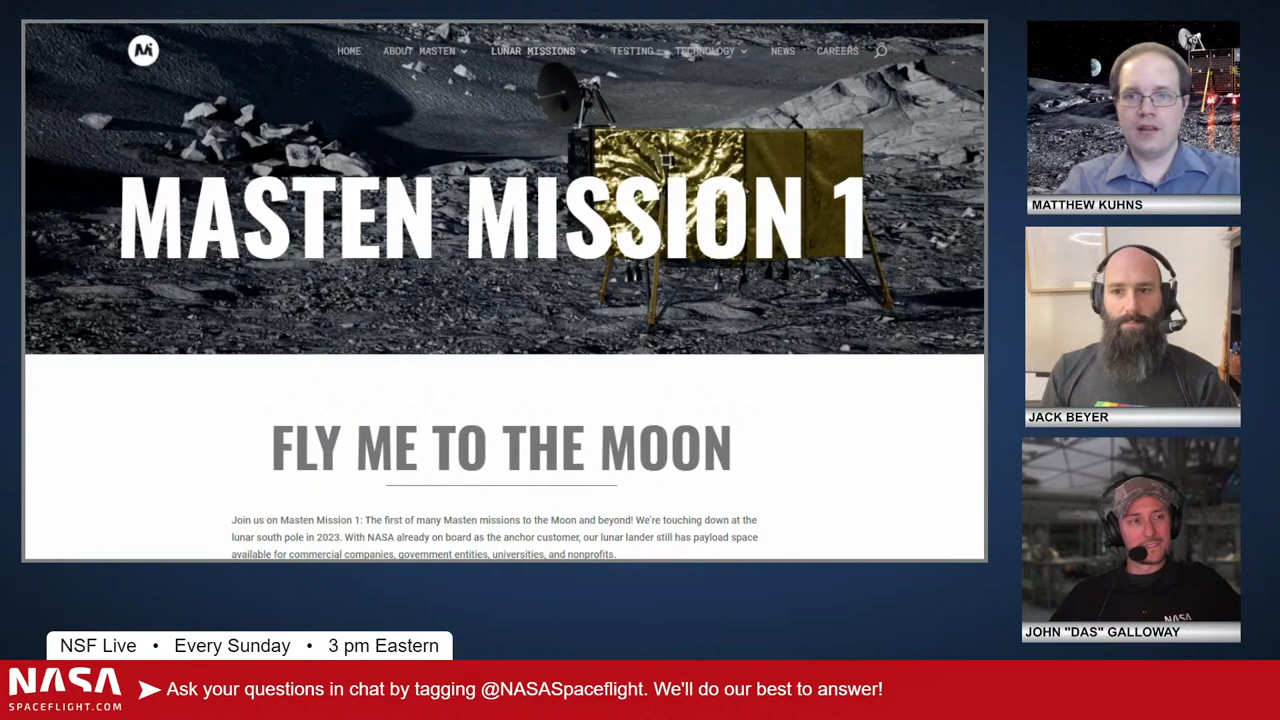 HOME ABOUT MASTEN LUNAR MISSIONS TESTING TECHNOLOGY NEWS CAREERS
MASTEN MISSION 1
FLY ME TO THE MOON
Join us on Masten Mission 1: The first of many Masten missions to the Moon and beyond! We're touching down at the
lunar south pole in 2023. With NASA already on board as the anchor customer, our lunar lander still has payload space
available for commercial companies, government entities, universities, and nonprofits.
MATTHEW KUHNS
JACK BEYER
NASA
JOHN "DAS" GALLOWAY
NSF Live • Every Sunday • 3 pm Eastern
NASA
SPACEFLIGHT.COM
Ask your questions in chat by tagging @NASASpaceflight. We'll do our best to answer!